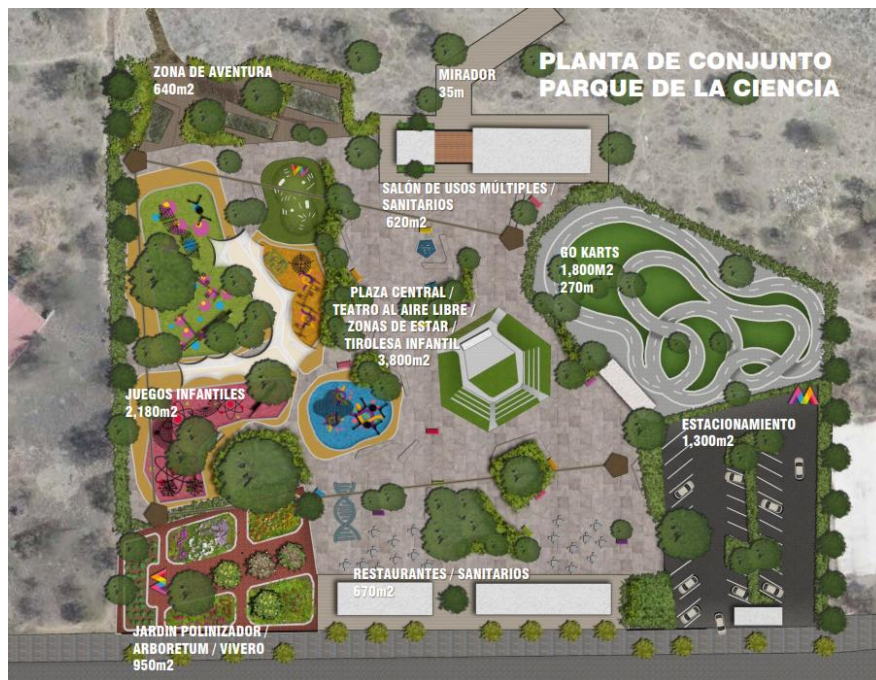 PLANTA DE CONJUNTO
PARQUE DE LA CIENCIA
ZONA DE AVENTURA
640m2
MIRADOR
35m
SALÓN DE USOS MÚLTIPLES /
SANITARIOS
620m2
GO KARTS
1,800M2
270m
PLAZA CENTRAL /
TEATRO AL AIRE LIBRE /
ZONAS DE ESTAR /
TIROLESA INFANTIL
3,800m2
JUEGOS INFANTILES
2,180m2
ESTACIONAMIENTO
1,300m2
RESTAURANTES / SANITARIOS
670m2
JARDÍN POLINIZADOR /
ARBORETUM / VIVERO
950m2